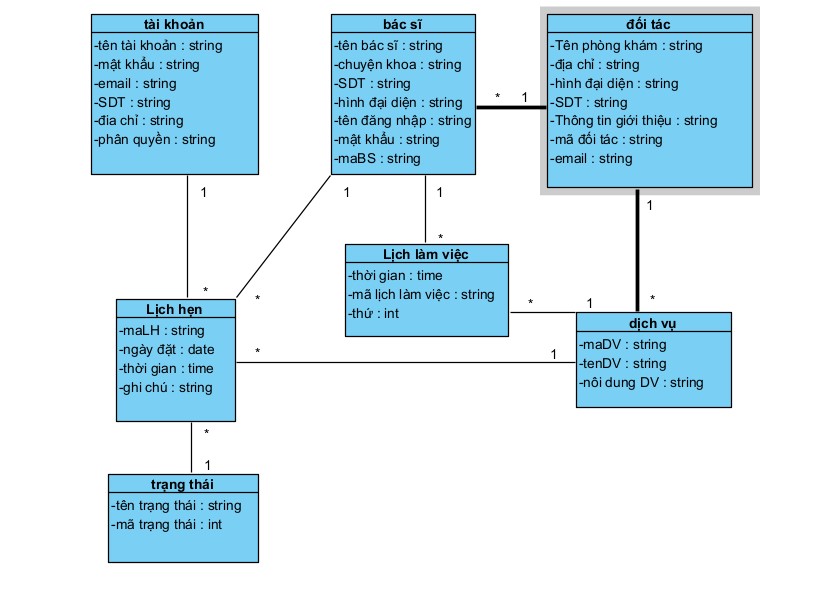 tài khoản
-tên tài khoản : string
-mật khẩu : string
-email : string
-SDT : string
-đia chỉ : string
-phân quyền : string
bác sĩ
-tên bác sĩ : string
-chuyện khoa : string
-SDT : string
-hình đại diện : string
-tên đăng nhập : string
-mật khẩu : string
-maBS : string
đối tác
-Tên phòng khám : string
-địa chỉ : string
-hình đại diện : string
-SDT : string
-Thông tin giới thiệu : string
-mã đối tác : string
-email : string
* 1
1
1
1
1
*
*
*
*
Lịch làm việc
-thời gian : time
-mã lịch làm việc : string
-thứ : int
* 1
Lịch hẹn
-maLH : string
-ngày đặt : date
-thời gian : time
-ghi chú : string
dịch vụ
-maDV : string
-tenDV : string
-nôi dung DV : string
* 1
*
1
trạng thái
-tên trạng thái : string
-mã trạng thái : int